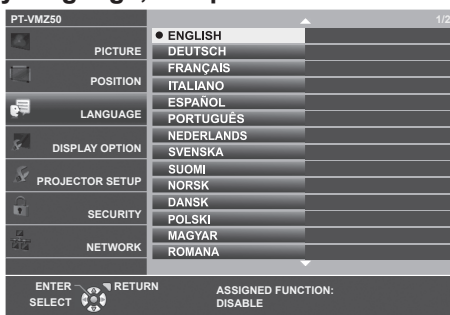 PT-VMZ50
1/2
PICTURE
POSITION
LANGUAGE
DISPLAY OPTION
PROJECTOR SETUP
SECURITY
NETWORK
ENGLISH
DEUTSCH
FRANÇAIS
ITALIANO
ESPAÑOL
PORTUGUÊS
NEDERLANDS
SVENSKA
SUOMI
NORSK
DANSK
POLSKI
MAGYAR
ROMANA
ENTER
SELECT
RETURN
ASSIGNED FUNCTION:
DISABLE